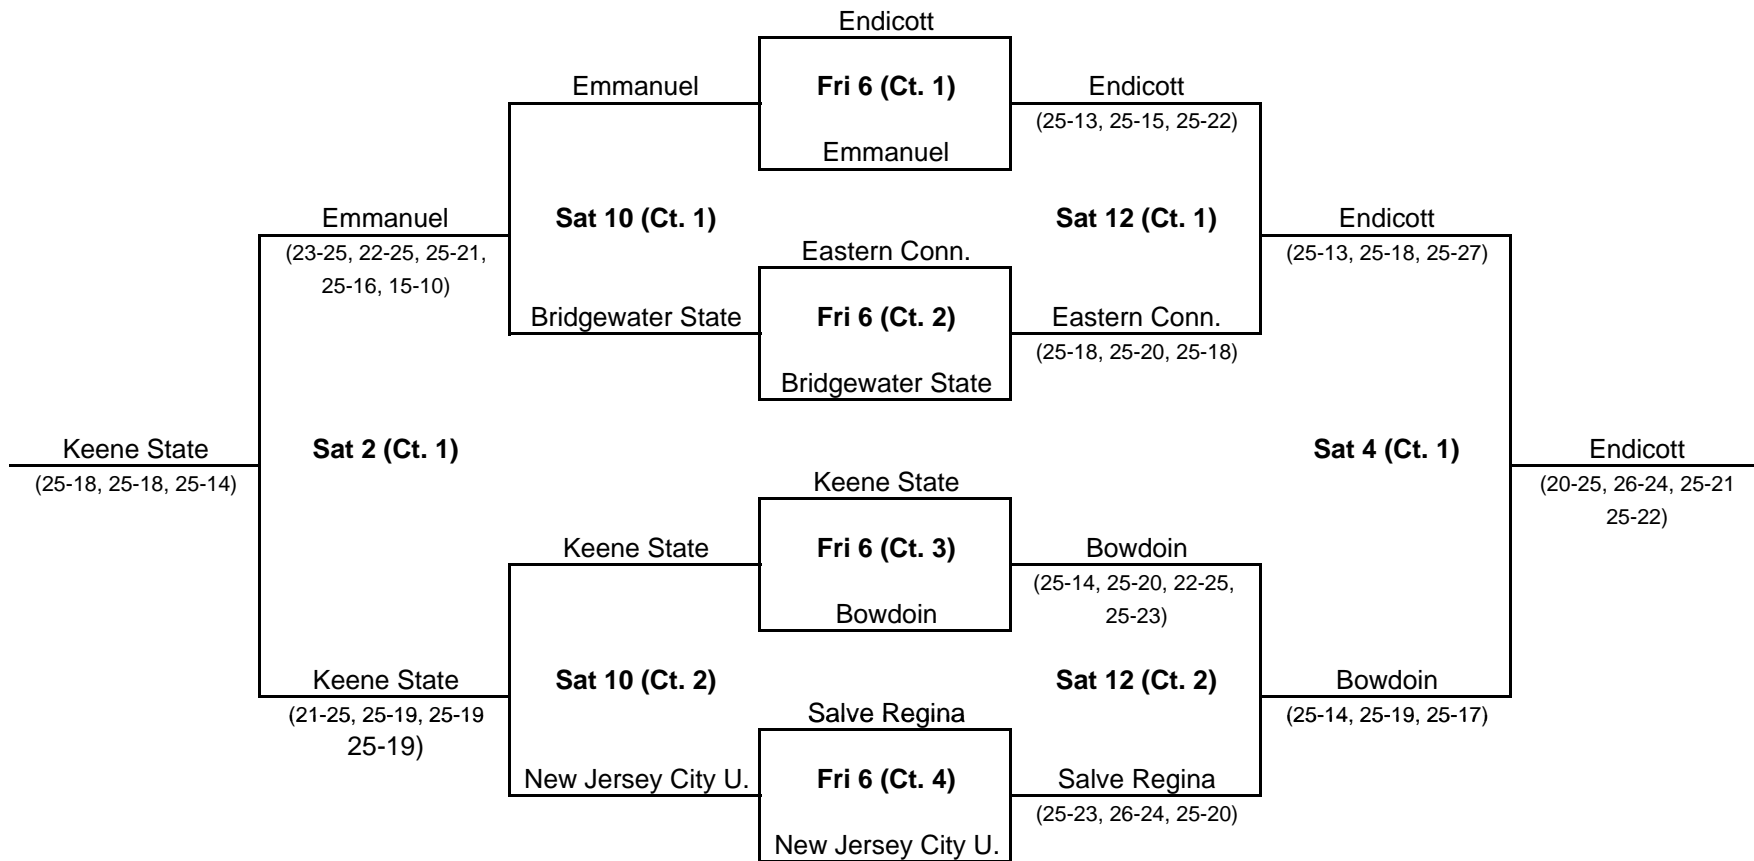 Endicott
Emmanuel
Fri 6 (Ct. 1)
Endicott
(25-13, 25-15, 25-22)
Emmanuel
Emmanuel
Sat 10 (Ct. 1)
Sat 12 (Ct. 1)
Endicott
(23-25, 22-25, 25-21,
25-16, 15-10)
Eastern Conn.
(25-13, 25-18, 25-27)
Bridgewater State
Fri 6 (Ct. 2)
Eastern Conn.
(25-18, 25-20, 25-18)
Bridgewater State
Keene State
Sat 2 (Ct. 1)
Sat 4 (Ct. 1)
Endicott
(25-18, 25-18, 25-14)
Keene State
(20-25, 26-24, 25-21
25-22)
Keene State
Fri 6 (Ct. 3)
Bowdoin
(25-14, 25-20, 22-25,
25-23)
Bowdoin
Keene State
Sat 10 (Ct. 2)
Sat 12 (Ct. 2)
Bowdoin
(21-25, 25-19, 25-19
25-19)
Salve Regina
(25-14, 25-19, 25-17)
New Jersey City U.
Fri 6 (Ct. 4)
Salve Regina
(25-23, 26-24, 25-20)
New Jersey City U.